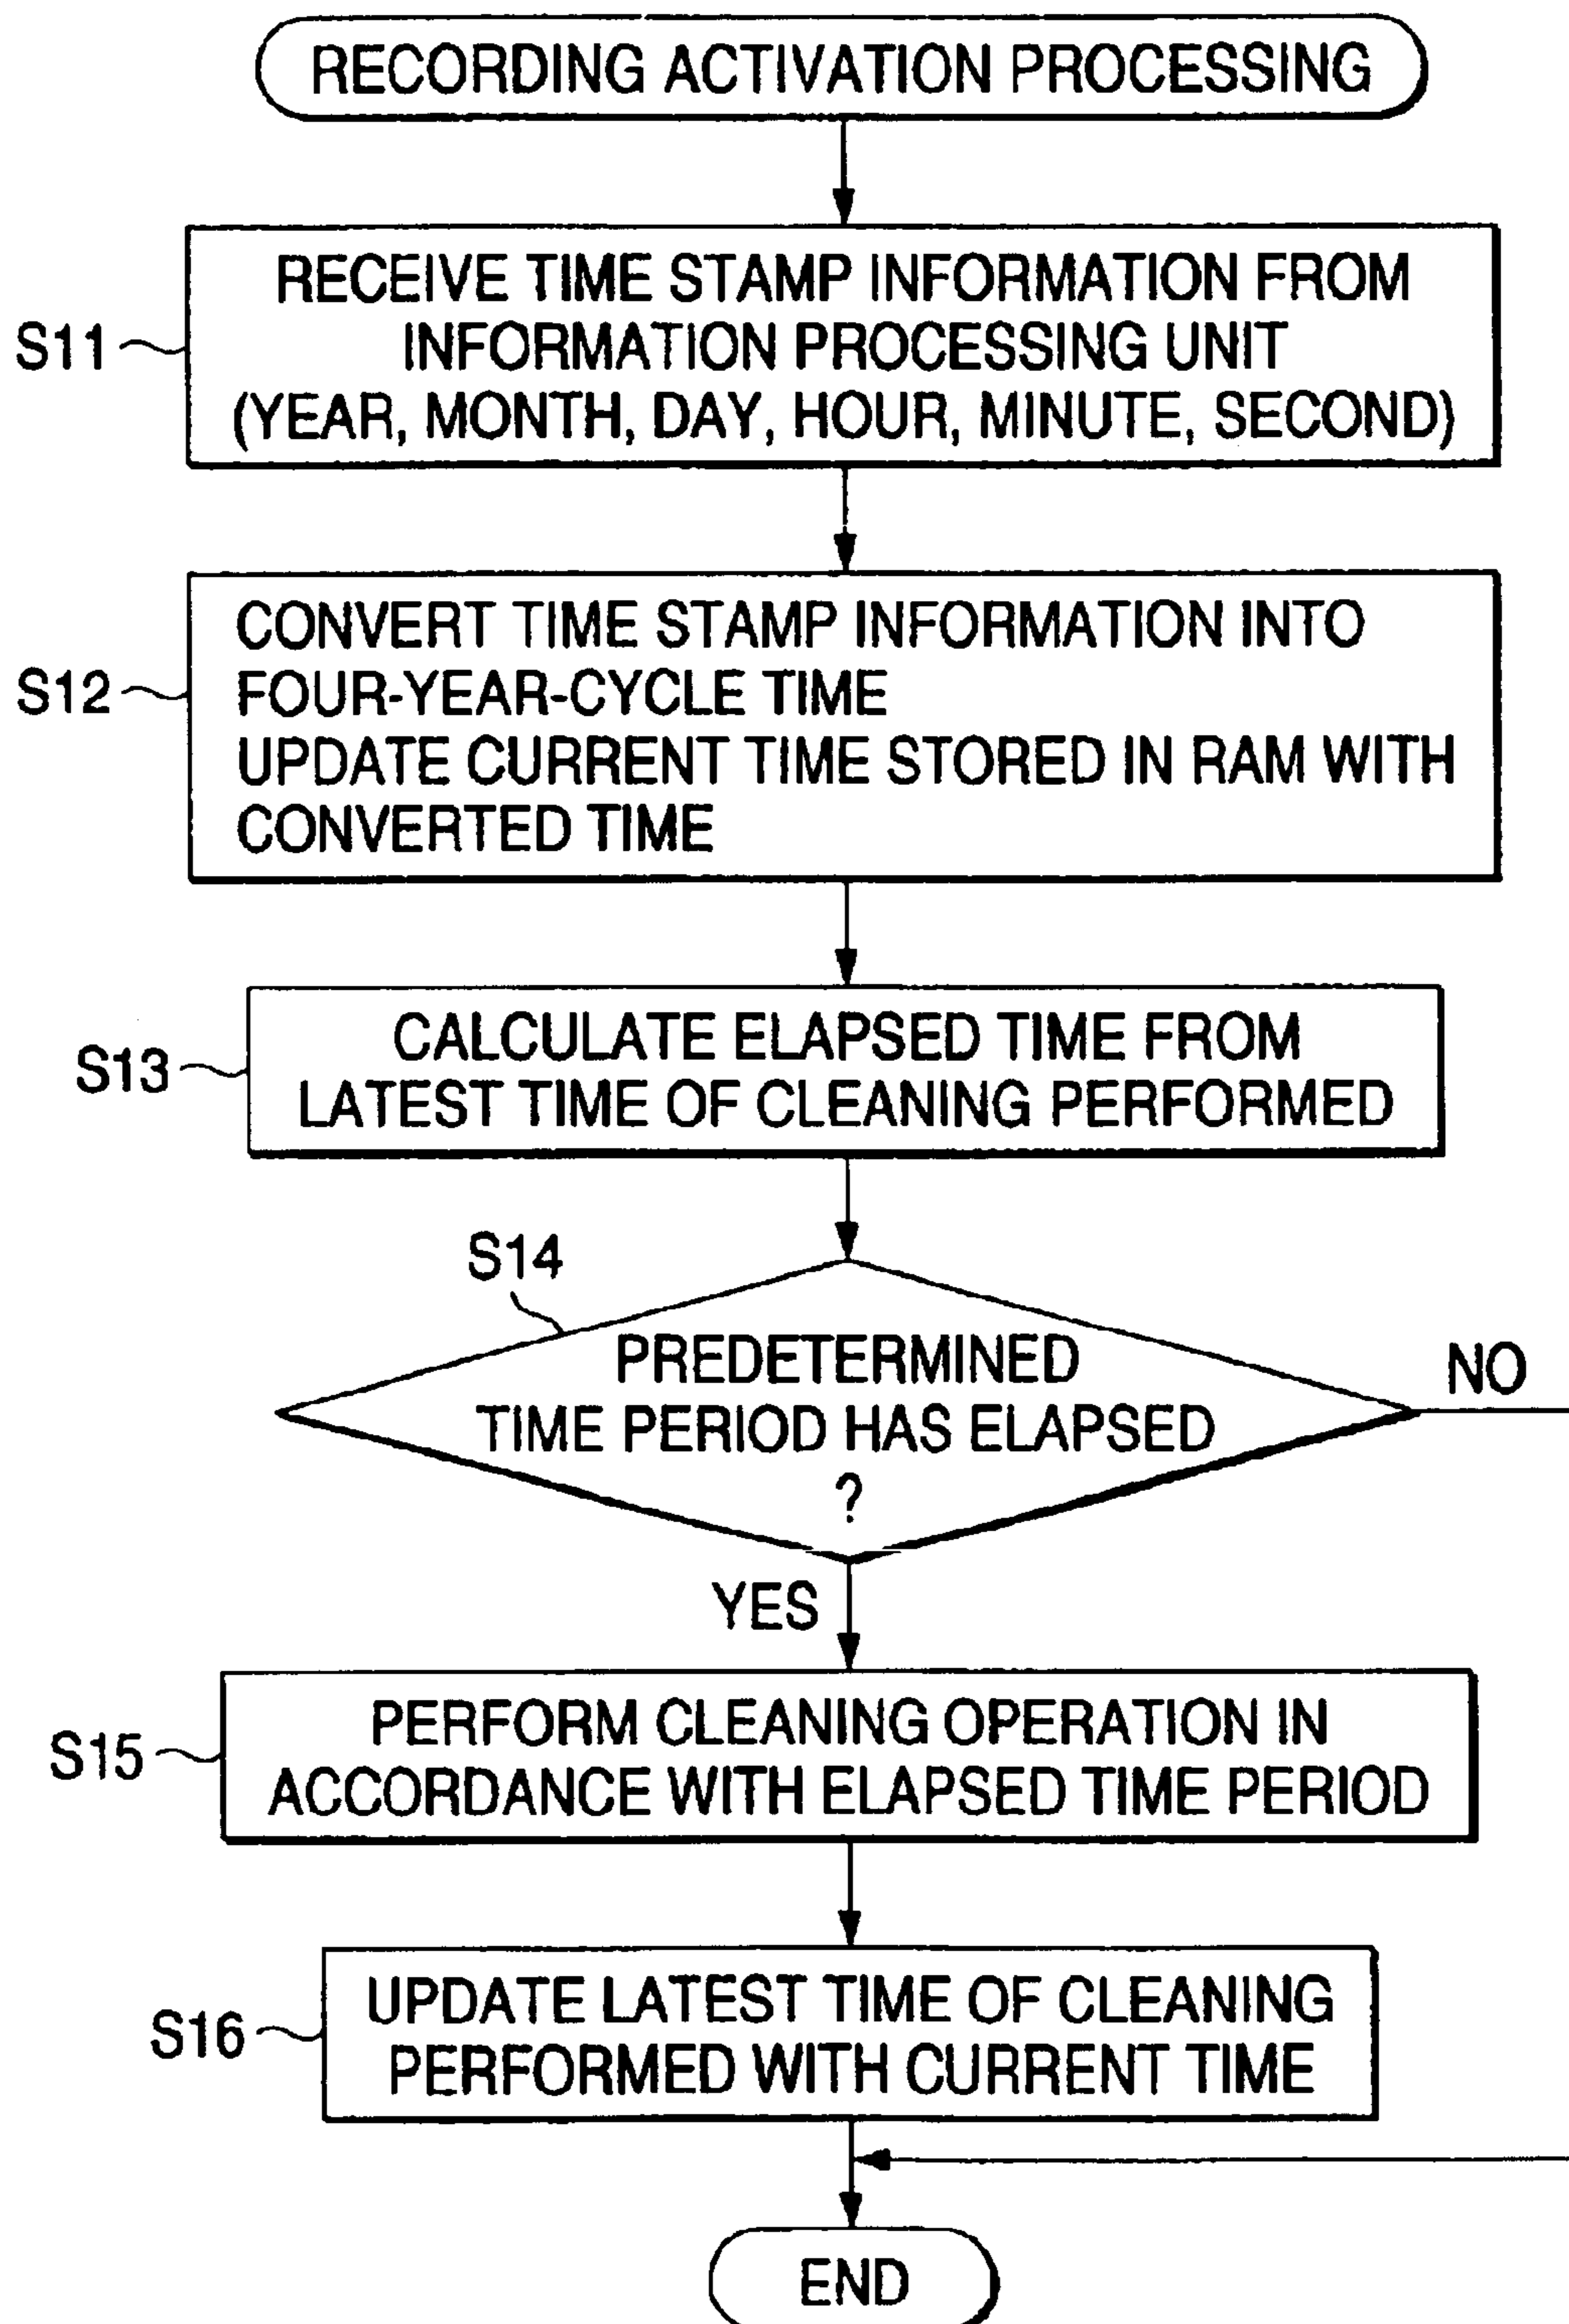 RECORDING ACTIVATION PROCESSING
RECEIVE TIME STAMP INFORMATION FROM
INFORMATION PROCESSING UNIT
(YEAR, MONTH, DAY, HOUR, MINUTE, SECOND)
S11
CONVERT TIME STAMP INFORMATION INTO
FOUR-YEAR-CYCLE TIME
UPDATE CURRENT TIME STORED IN RAM WITH
CONVERTED TIME
S12
CALCULATE ELAPSED TIME FROM
LATEST TIME OF CLEANING PERFORMED
S13
S14
PREDETERMINED
TIME PERIOD HAS ELAPSED
?
NO
YES
PERFORM CLEANING OPERATION IN
ACCORDANCE WITH ELAPSED TIME PERIOD
S15
UPDATE LATEST TIME OF CLEANING
PERFORMED WITH CURRENT TIME
S16
END